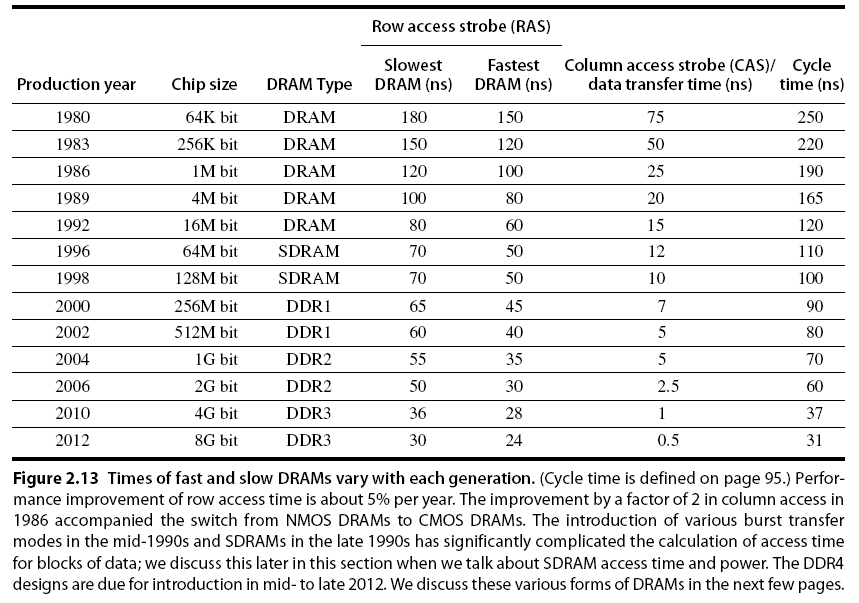 Row access strobe (RAS)
Slowest Fastest Column access strobe (CAS)/ Cycle
Production year Chip size DRAM Type DRAM (ns) DRAM (ns) data transfer time (ns) time (ns)
1980 64K bit DRAM 180 150 75 250
1983 256K bit DRAM 150 120 50 220
1986 1M bit DRAM 120 100 25 190
1989 4M bit DRAM 100 80 20 165
1992 16M bit DRAM 80 60 15 120
1996 64M bit SDRAM 70 50 12 110
1998 128M bit SDRAM 70 50 10 100
2000 256M bit DDR1 65 45 7 90
2002 512M bit DDR1 60 40 5 80
2004 1G bit DDR2 55 35 5 70
2006 2G bit DDR2 50 30 2.5 60
2010 4G bit DDR3 36 28 1 37
2012 8G bit DDR3 30 24 0.5 31
Figure 2.13 Times of fast and slow DRAMs vary with each generation. (Cycle time is defined on page 95.) Perfor-
mance improvement of row access time is about 5% per year. The improvement by a factor of 2 in column access in
1986 accompanied the switch from NMOS DRAMs to CMOS DRAMs. The introduction of various burst transfer
modes in the mid-1990s and SDRAMs in the late 1990s has significantly complicated the calculation of access time
for blocks of data; we discuss this later in this section when we talk about SDRAM access time and power. The DDR4
designs are due for introduction in mid- to late 2012. We discuss these various forms of DRAMs in the next few pages.